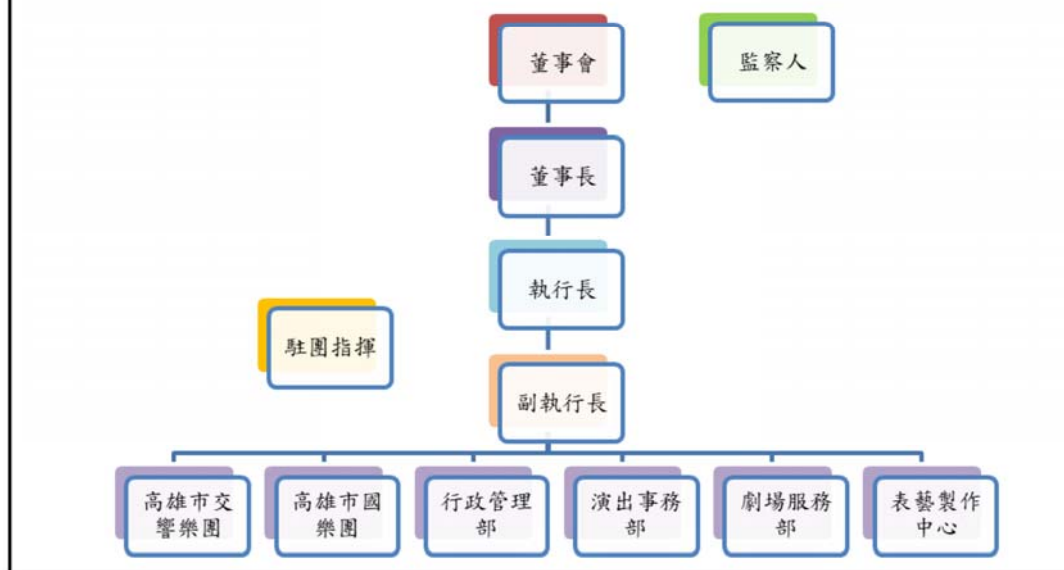 董事會
監察人
董事長
執行長
駐團指揮
副執行長
高雄市交
響樂團
高雄市國
樂團
行政管理
部
演出事務
部
劇場服務
部
表藝製作
中心